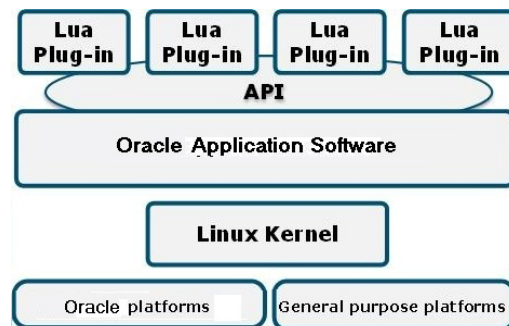 Lua
Plug-in
Lua
Plug-in
Lua
Plug-in
Lua
Plug-in
API
Oracle Application Software
Linux Kernel
Oracle platforms
General purpose platforms